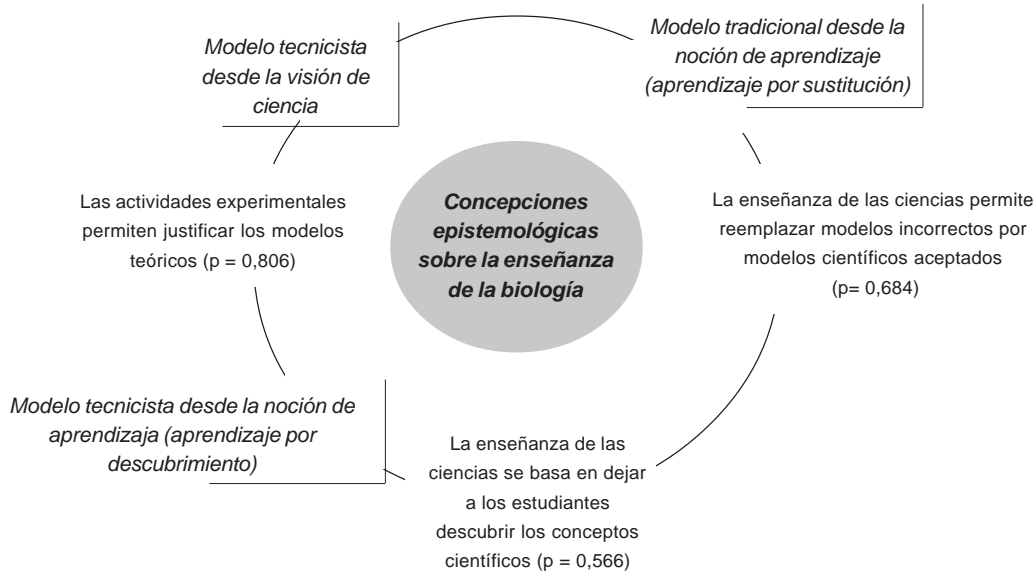 Modelo tecnicista
desde la visión de
ciencia
Modelo tradicional desde la
noción de aprendizaje
(aprendizaje por sustitución)
Las actividades experimentales
permiten justificar los modelos
teóricos (p = 0,806)
Concepciones
epistemológicas
sobre la enseñanza
de la biología
La enseñanza de las ciencias permite
reemplazar modelos incorrectos por
modelos científicos aceptados
(p= 0,684)
Modelo tecnicista desde la noción de
aprendizaja (aprendizaje por
descubrimiento)
La enseñanza de las
ciencias se basa en dejar
a los estudiantes
descubrir los conceptos
científicos (p = 0,566)